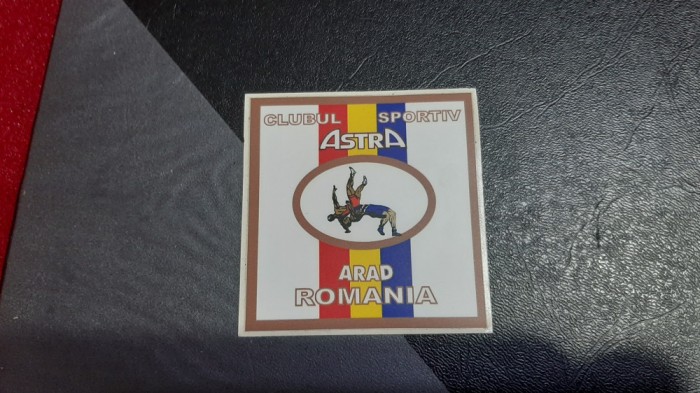 CLUBUL SPORTIV
ASTRA
ARAD
ROMANIA